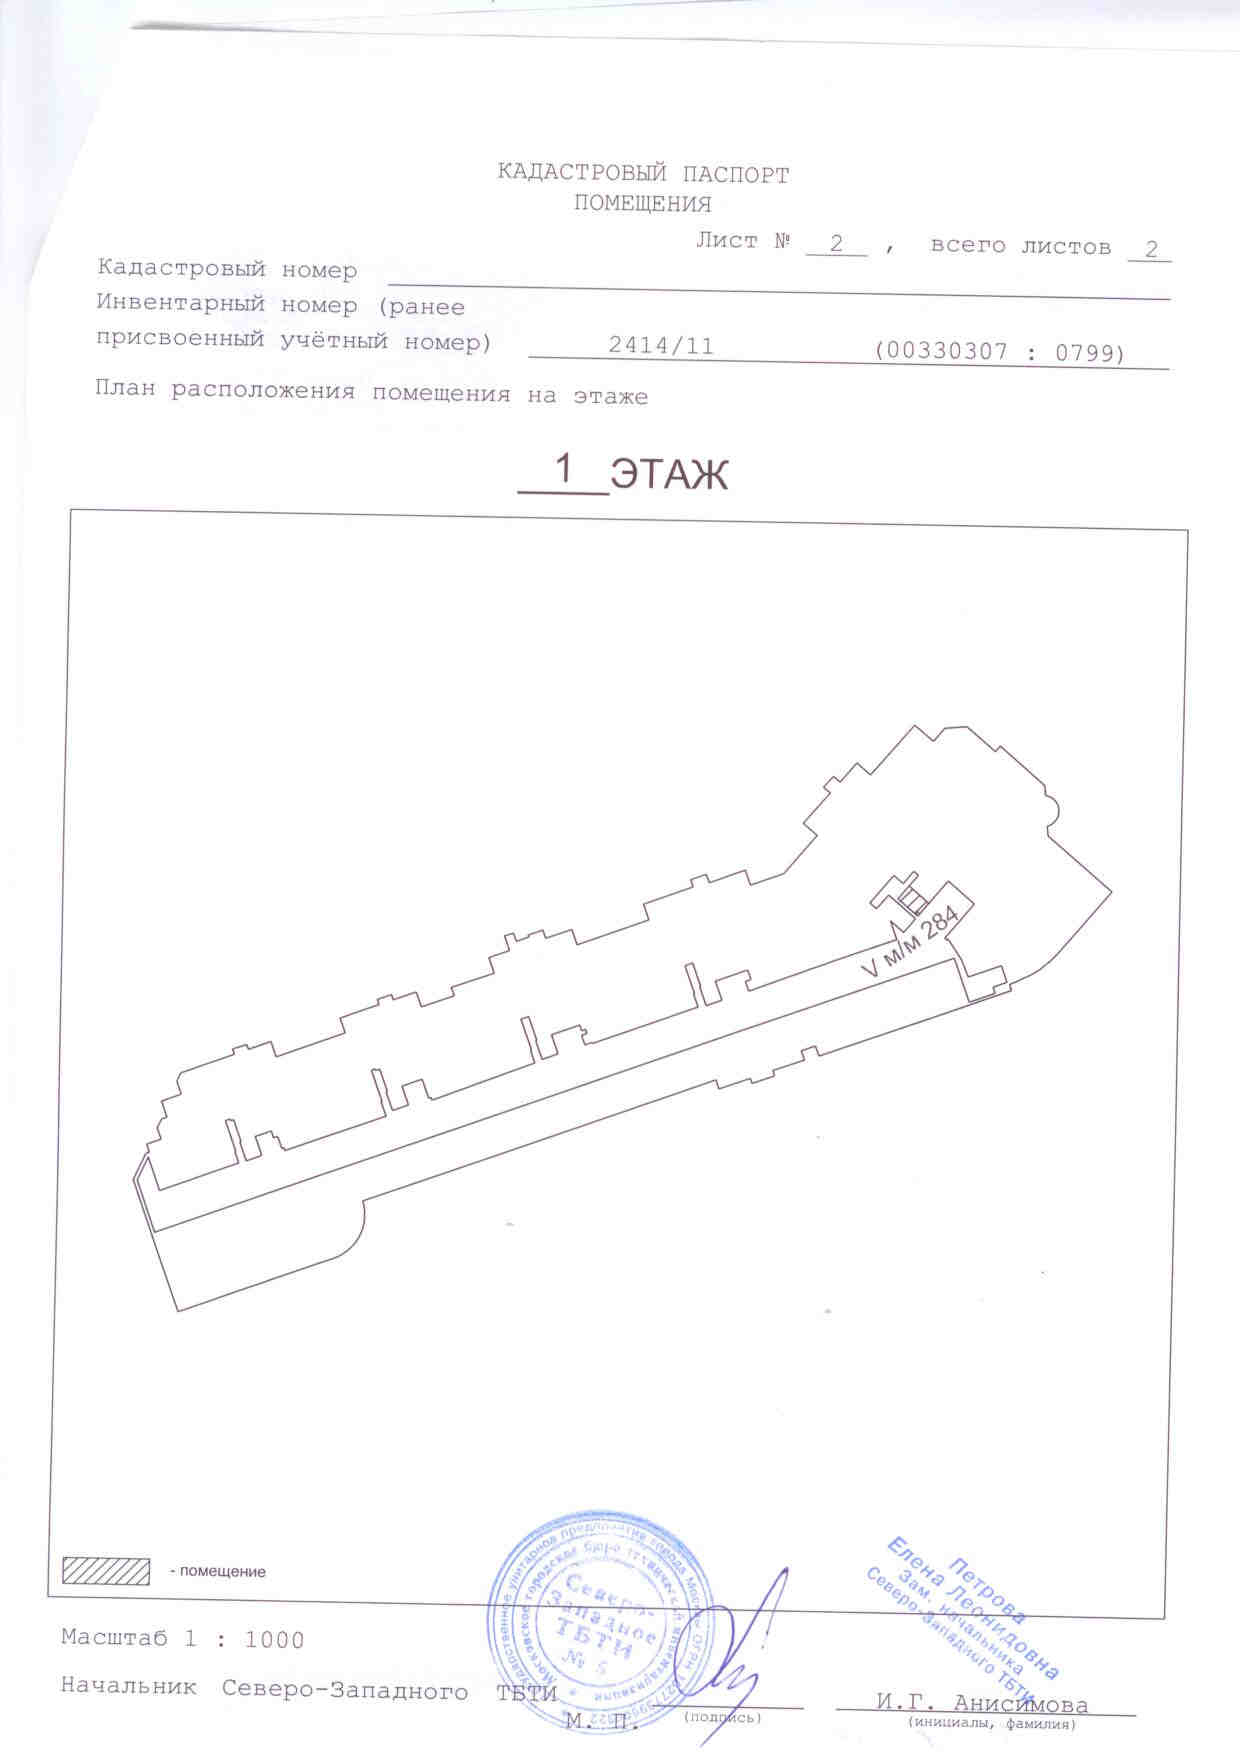 КАДАСТРОВЫЙ ПАСПОРТ
ПОМЕЩЕНИЯ
Лист № 2 , всего листов 2
Кадастровый номер
Инвентарный номер (ранее
присвоенный учётный номер) 2414/11 (00330307 : 0799)
План расположения помещения на этаже
1 ЭТАЖ
V м/м 284
- помещение
Масштаб 1 : 1000
Начальник Северо-Западного ТБТИ
М. П.
(подпись)
И.Г. Анисимова
(инициалы, фамилия)
Северо-
Западное
ТБТИ
Петрова
Елена Леонидовна
Зам. начальника
Северо-Западного ТБТИ